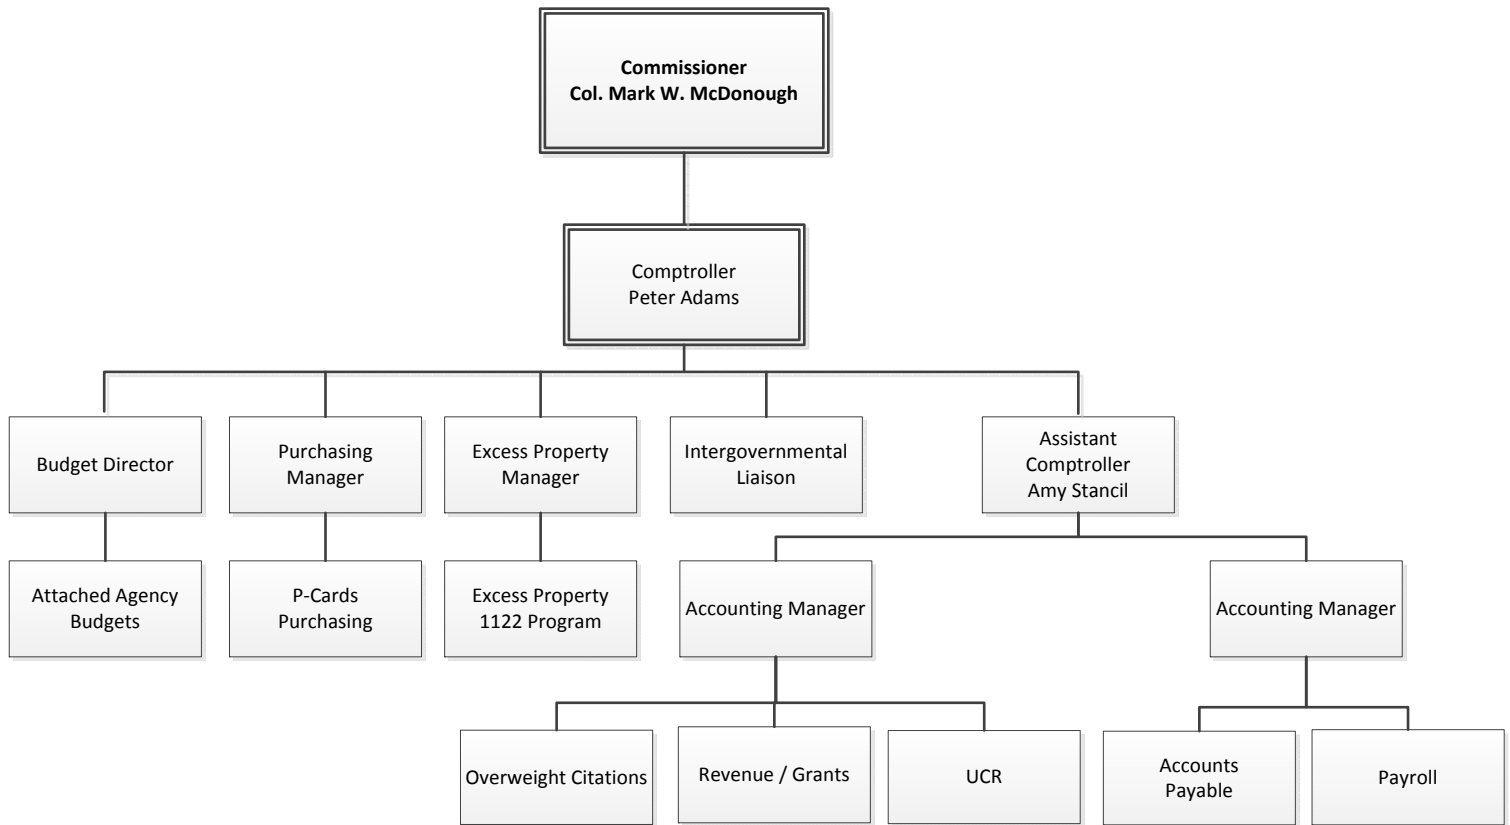 Commissioner
Col. Mark W. McDonough
Comptroller
Peter Adams
Budget Director
Purchasing
Manager
Excess Property
Manager
Intergovernmental
Liaison
Assistant
Comptroller
Amy Stancil
Attached Agency
Budgets
P-Cards
Purchasing
Excess Property
1122 Program
Accounting Manager
Accounting Manager
Overweight Citations
Revenue / Grants
UCR
Accounts
Payable
Payroll